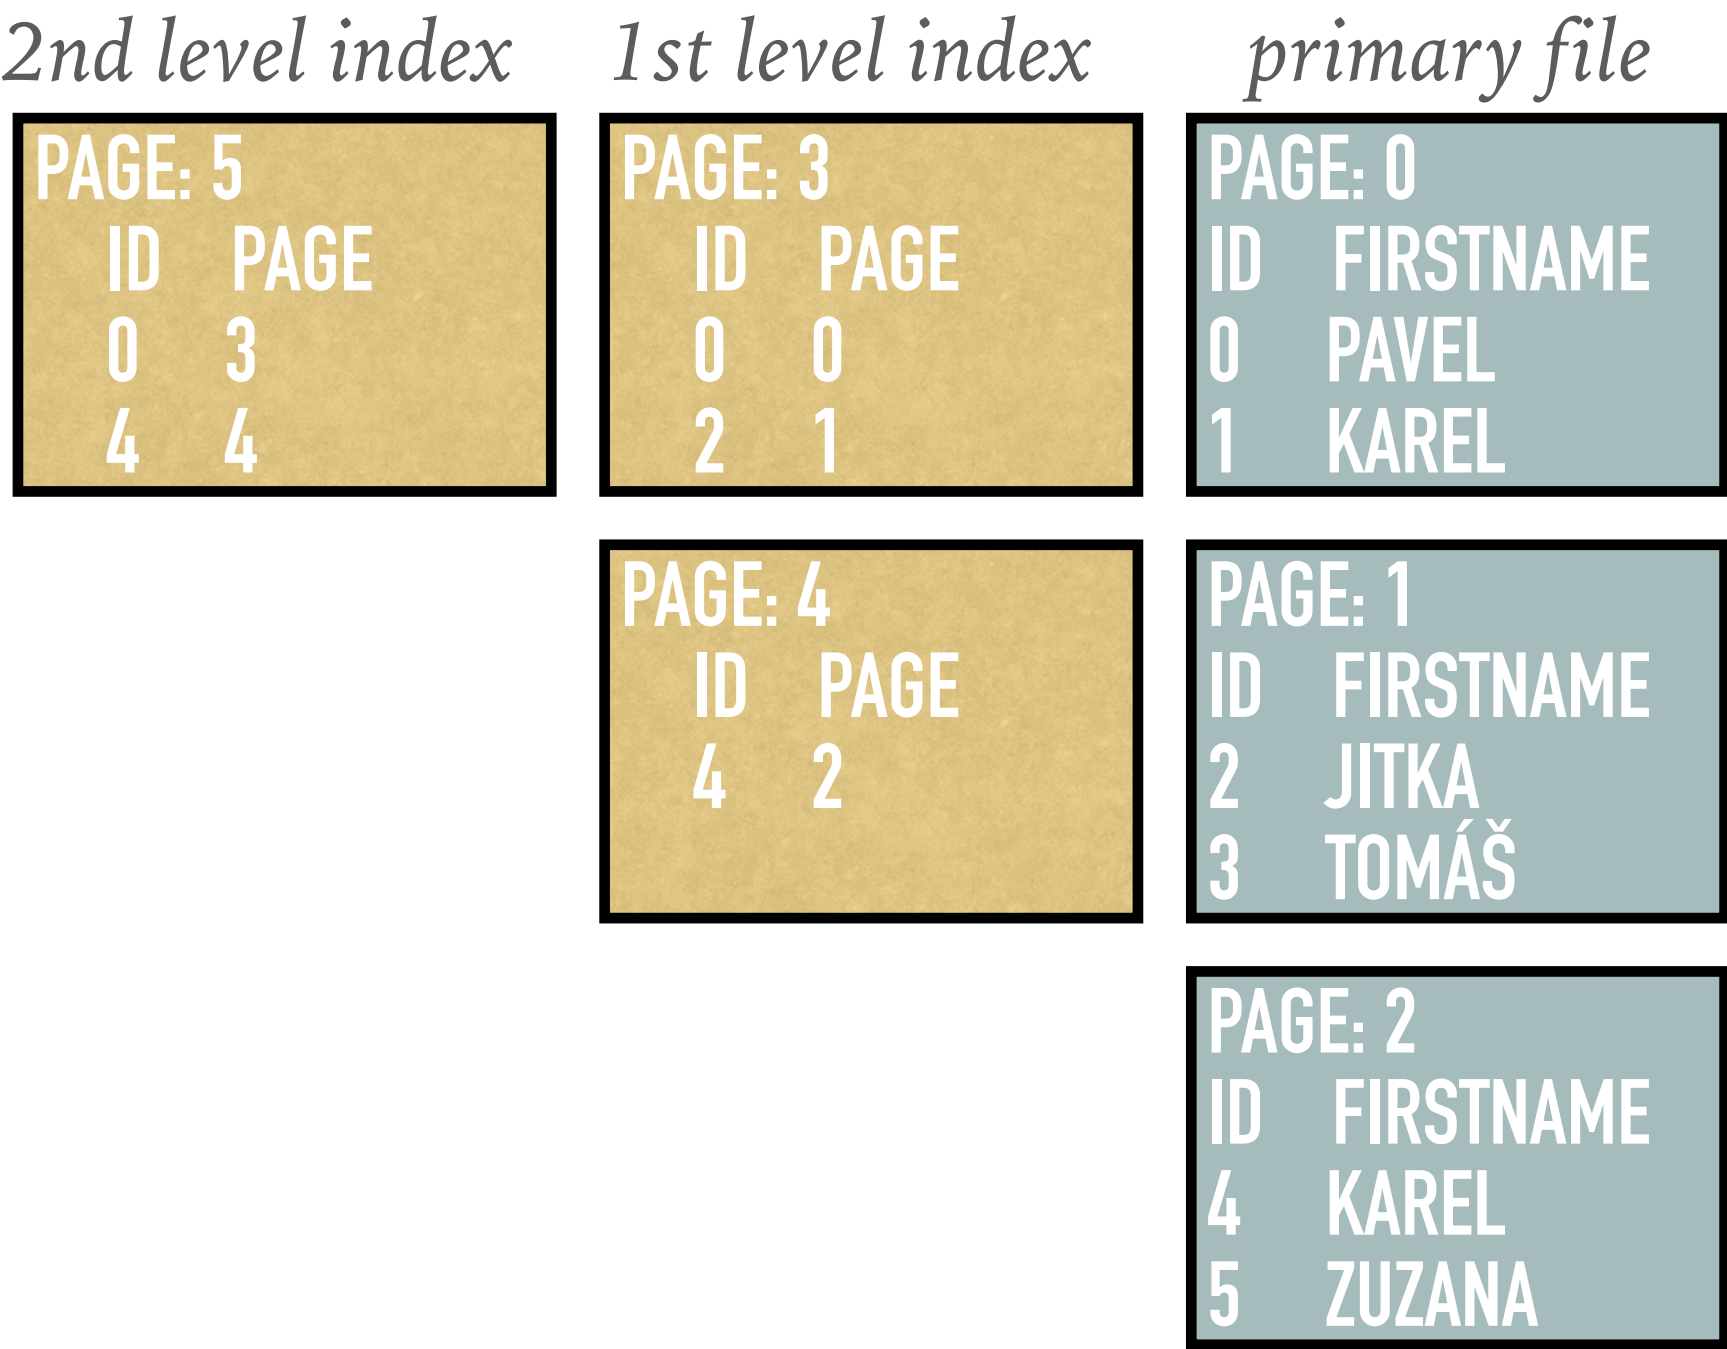 2nd level index
1st level index
primary file
PAGE: 5
ID PAGE
0 3
4 4
PAGE: 3
ID PAGE
0 0
2 1
PAGE: 4
ID PAGE
4 2
PAGE: 0
ID FIRSTNAME
0 PAVEL
1 KAREL
PAGE: 1
ID FIRSTNAME
2 JITKA
3 TOMÁŠ
PAGE: 2
ID FIRSTNAME
4 KAREL
5 ZUZANA